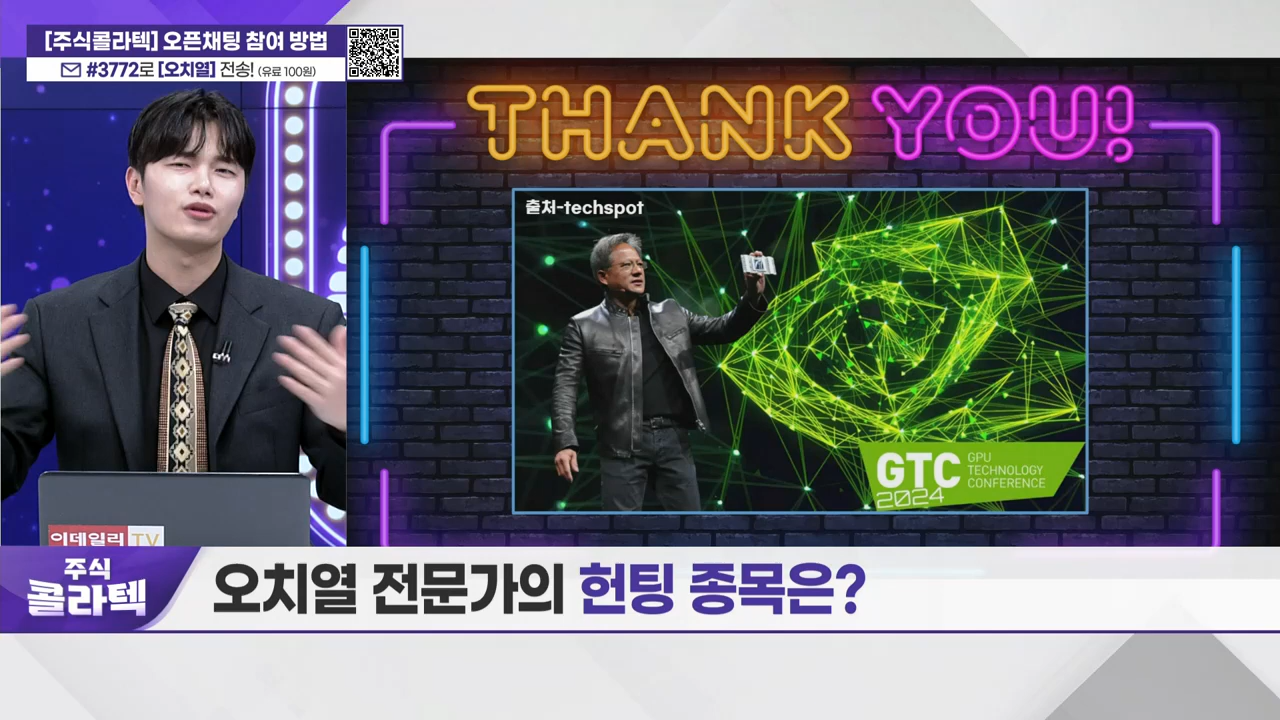 [주식콜라텍] 오픈채팅 참여 방법
#3772로 [오치열] 전송! (유료 100원)
THANK YOU!
출처-techspot
GTC
2024
GPU
TECHNOLOGY
CONFERENCE
이데일리 TV
주식
콜라텍
오치열 전문가의 헌팅 종목은?